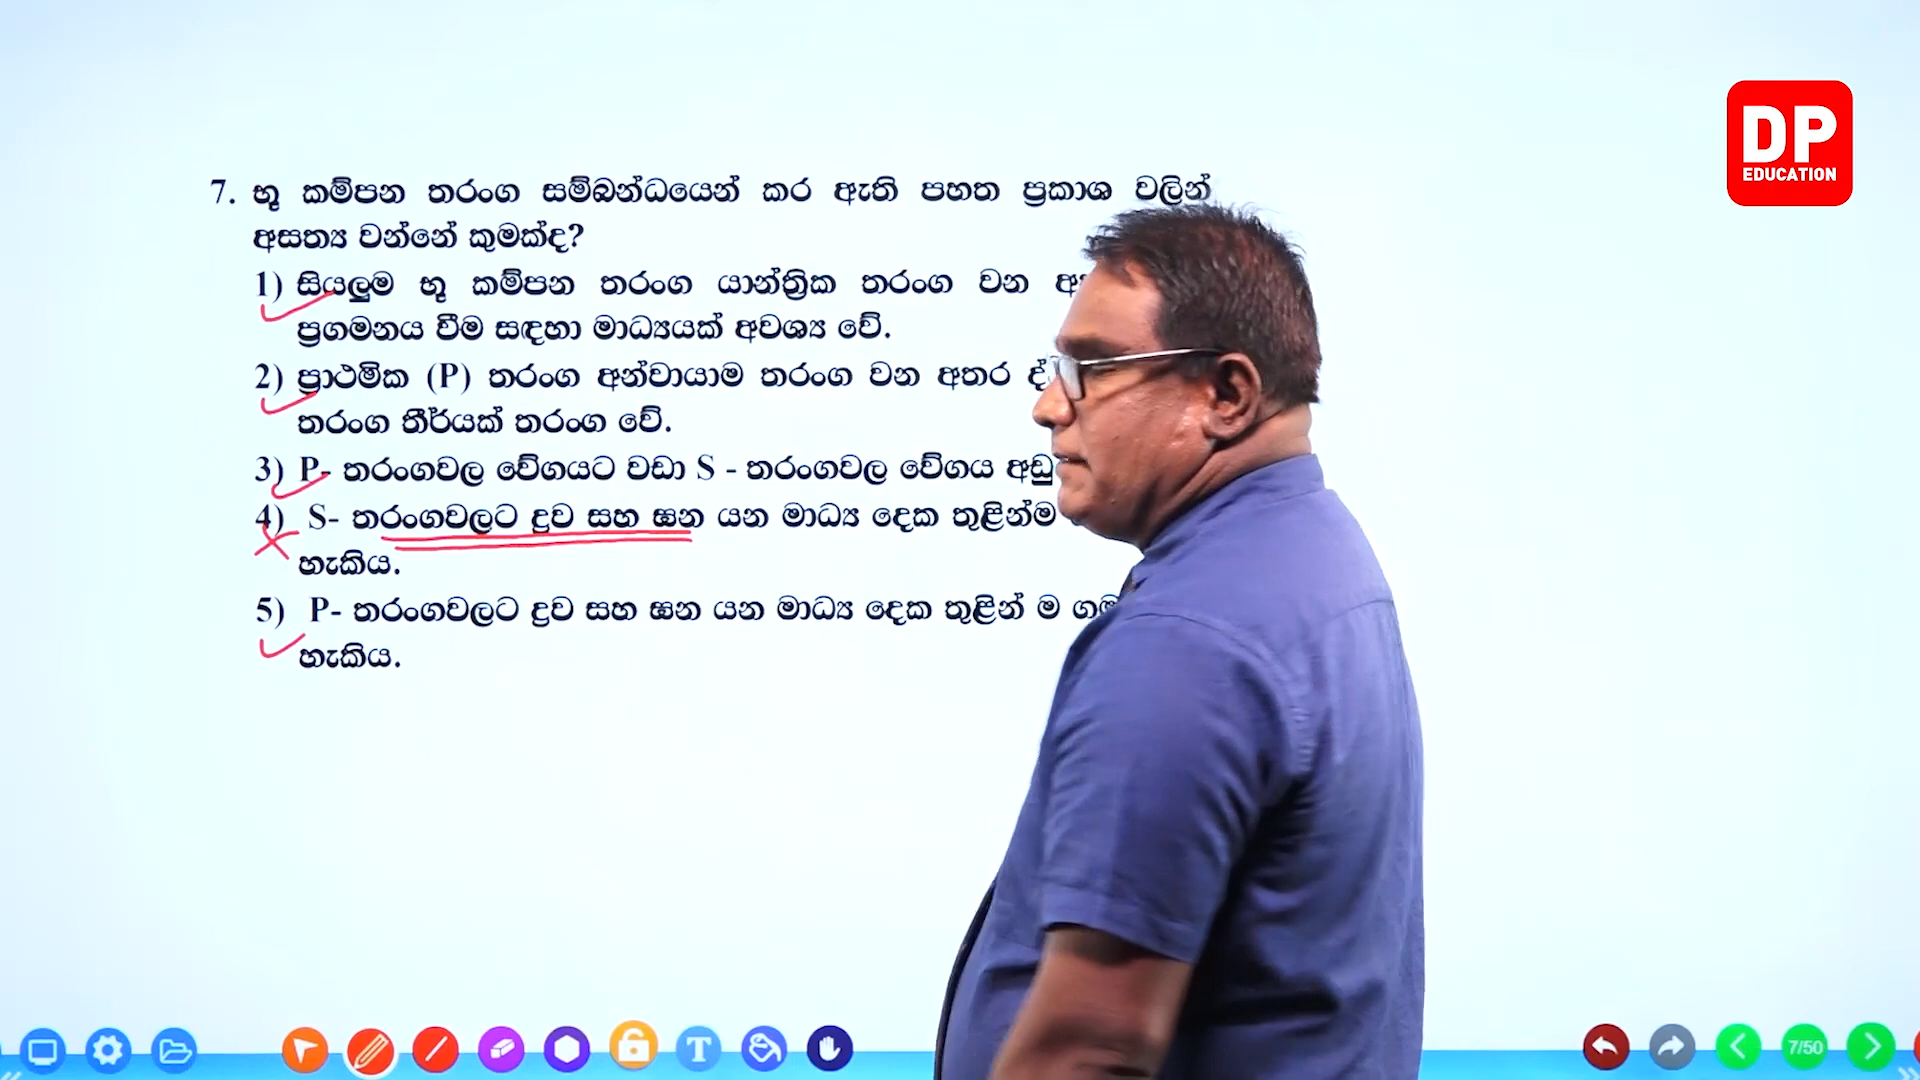 DP
EDUCATION
7. භූ කම්පන තරංග සම්බන්ධයෙන් කර ඇති පහත ප්‍රකාශ වලින්
අසත්‍ය වන්නේ කුමක්ද?
1) සියලුම භූ කම්පන තරංග යාන්ත්‍රික තරංග වන
ප්‍රගමනය වීම සඳහා මාධ්‍යයක් අවශ්‍ය වේ.
2) ප්‍රාථමික (P) තරංග අන්වායාම තරංග වන අතර
තරංග තීර්යක් තරංග වේ.
3) P- තරංගවල වේගයට වඩා S - තරංගවල වේගය අඩු
4) S- තරංගවලට ද්‍රව සහ ඝන යන මාධ්‍ය දෙක තුළින්ම
හැකිය.
5) P- තරංගවලට ද්‍රව සහ ඝන යන මාධ්‍ය දෙක තුළින් ම
හැකිය.
T
7/50